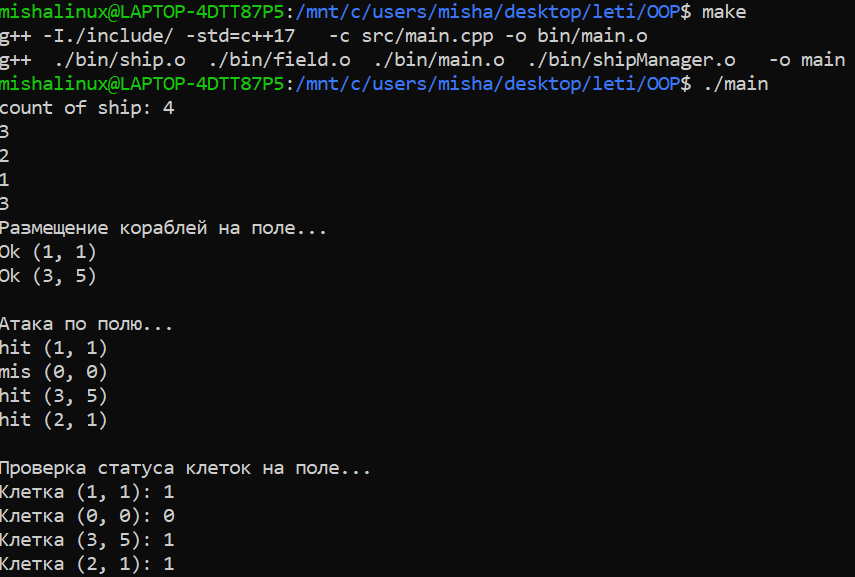 mishalinux@LAPTOP-4DTT87P5:/mnt/c/users/misha/desktop/leti/OOP$ make
g++ -I./include/ -std=c++17   -c src/main.cpp -o bin/main.o
g++  ./bin/ship.o  ./bin/field.o  ./bin/main.o  ./bin/shipManager.o   -o main
mishalinux@LAPTOP-4DTT87P5:/mnt/c/users/misha/desktop/leti/OOP$ ./main
count of ship: 4
3
2
1
3
Размещение кораблей на поле...
Ok (1, 1)
Ok (3, 5)
Атака по полю...
hit (1, 1)
mis (0, 0)
hit (3, 5)
hit (2, 1)
Проверка статуса клеток на поле...
Клетка (1, 1): 1
Клетка (0, 0): 0
Клетка (3, 5): 1
Клетка (2, 1): 1